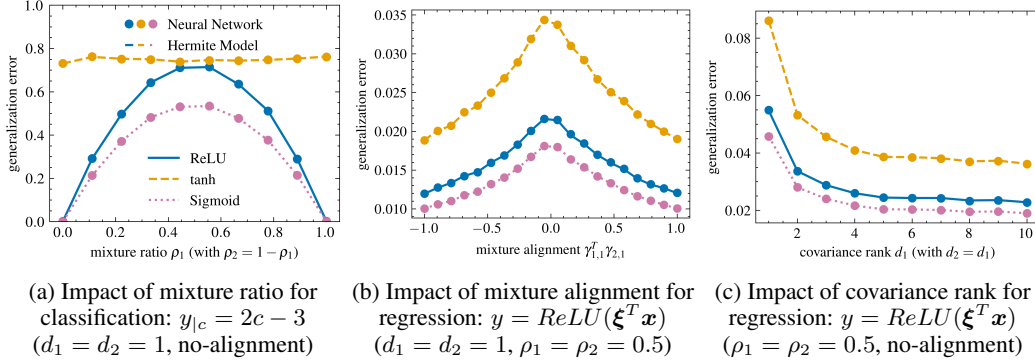 generalization error
1.0
0.8
0.6
0.4
0.2
0.0
Neural Network
Hermite Model
ReLU
tanh
Sigmoid
0.0 0.2 0.4 0.6 0.8 1.0
mixture ratio ρ₁ (with ρ₂ = 1 − ρ₁)
generalization error
0.035
0.030
0.025
0.020
0.015
0.010
−1.0 −0.5 0.0 0.5 1.0
mixture alignment γᵀ₁,₁γ₂,₁
generalization error
0.08
0.06
0.04
0.02
2 4 6 8 10
covariance rank d₁ (with d₂ = d₁)
(a) Impact of mixture ratio for
classification: y|c = 2c − 3
(d₁ = d₂ = 1, no-alignment)
(b) Impact of mixture alignment for
regression: y = ReLU(ξᵀx)
(d₁ = d₂ = 1, ρ₁ = ρ₂ = 0.5)
(c) Impact of covariance rank for
regression: y = ReLU(ξᵀx)
(ρ₁ = ρ₂ = 0.5, no-alignment)